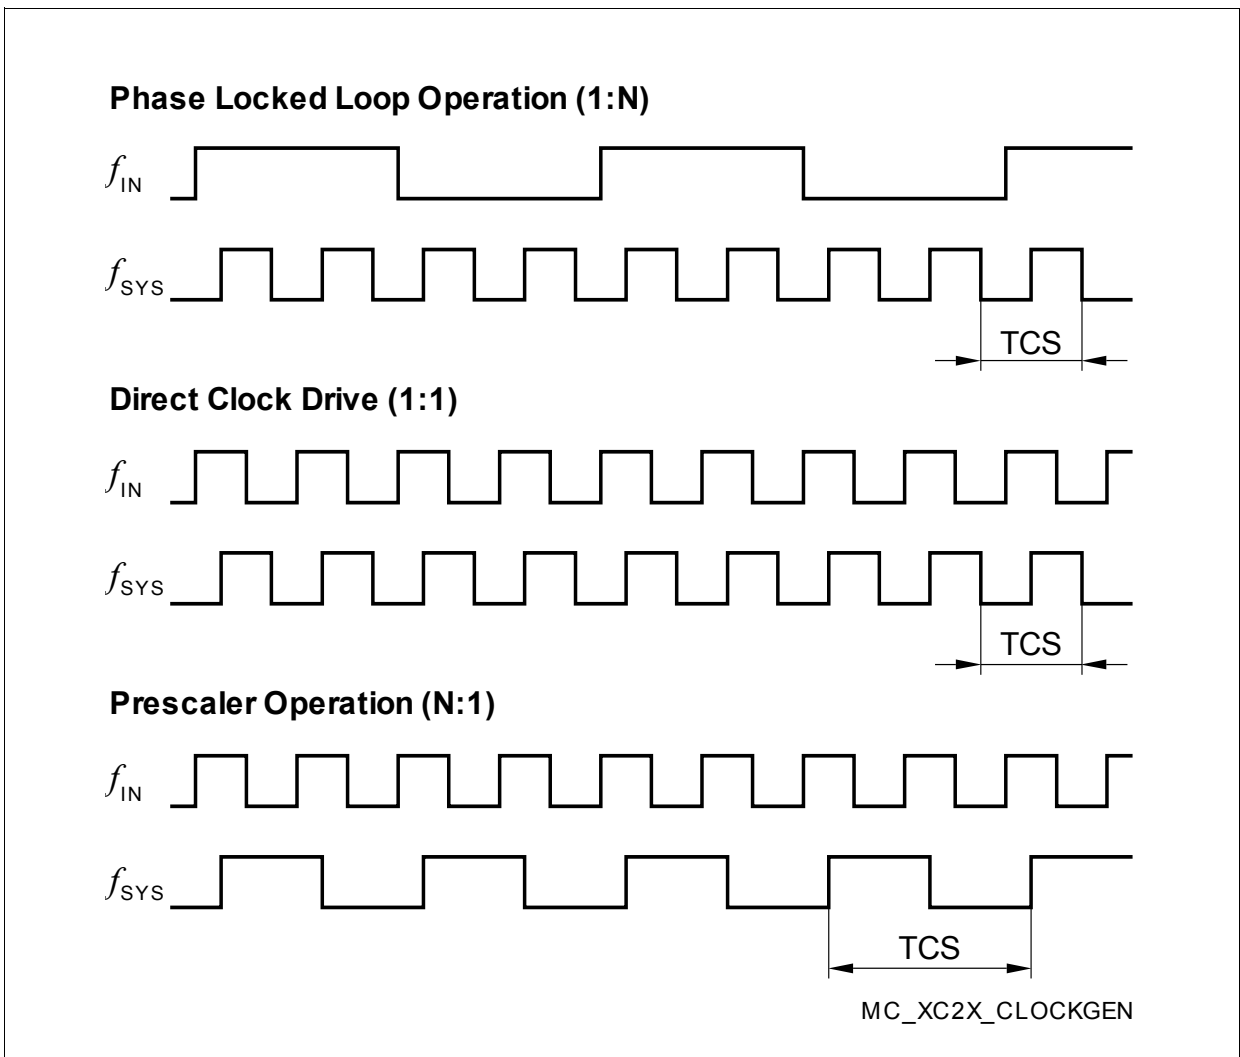 Phase Locked Loop Operation (1:N)
fIN
fSYS
TCS
Direct Clock Drive (1:1)
fIN
fSYS
TCS
Prescaler Operation (N:1)
fIN
fSYS
TCS
MC_XC2X_CLOCKGEN